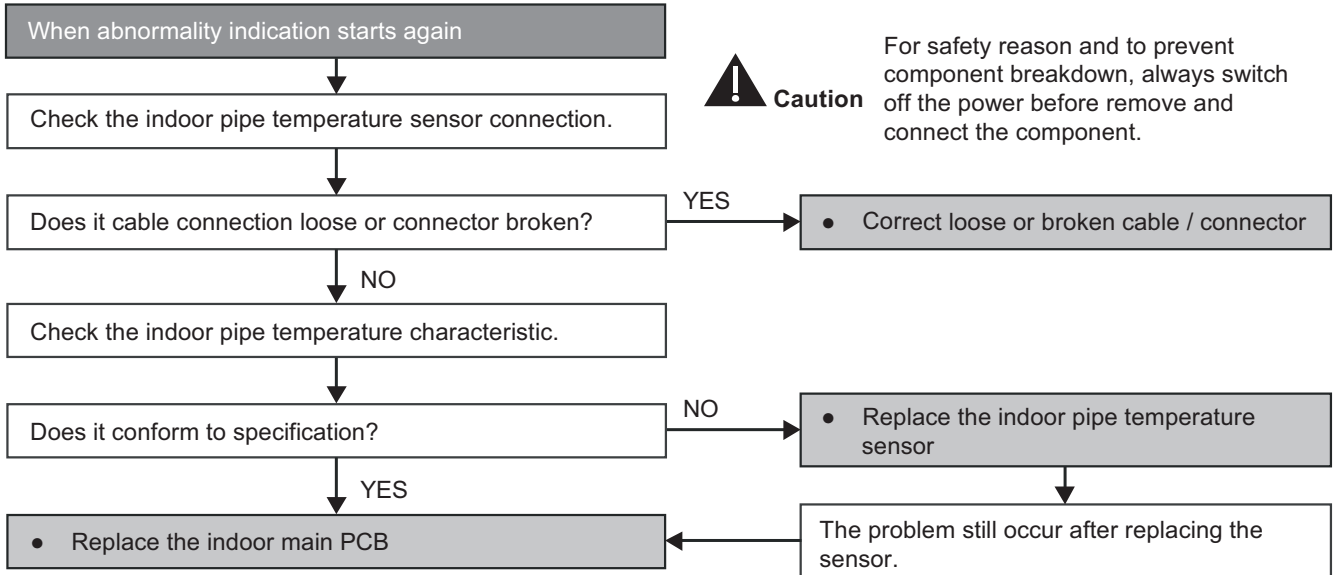 When abnormality indication starts again
For safety reason and to prevent
component breakdown, always switch
off the power before remove and
connect the component.
Caution
Check the indoor pipe temperature sensor connection.
Does it cable connection loose or connector broken?
YES
● Correct loose or broken cable / connector
NO
Check the indoor pipe temperature characteristic.
Does it conform to specification?
NO
● Replace the indoor pipe temperature
sensor
YES
● Replace the indoor main PCB
The problem still occur after replacing the
sensor.